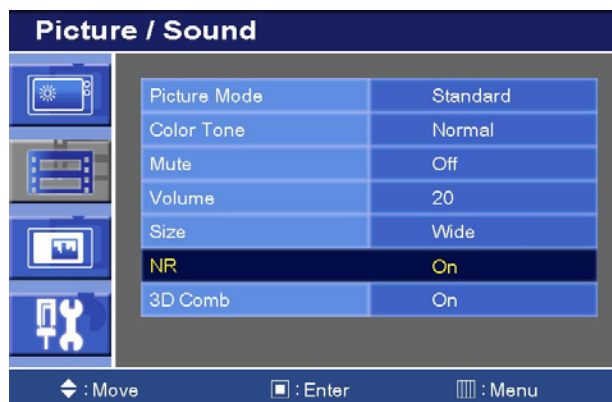 Picture / Sound
Picture Mode Standard
Color Tone Normal
Mute Off
Volume 20
Size Wide
NR On
3D Comb On
: Move : Enter : Menu